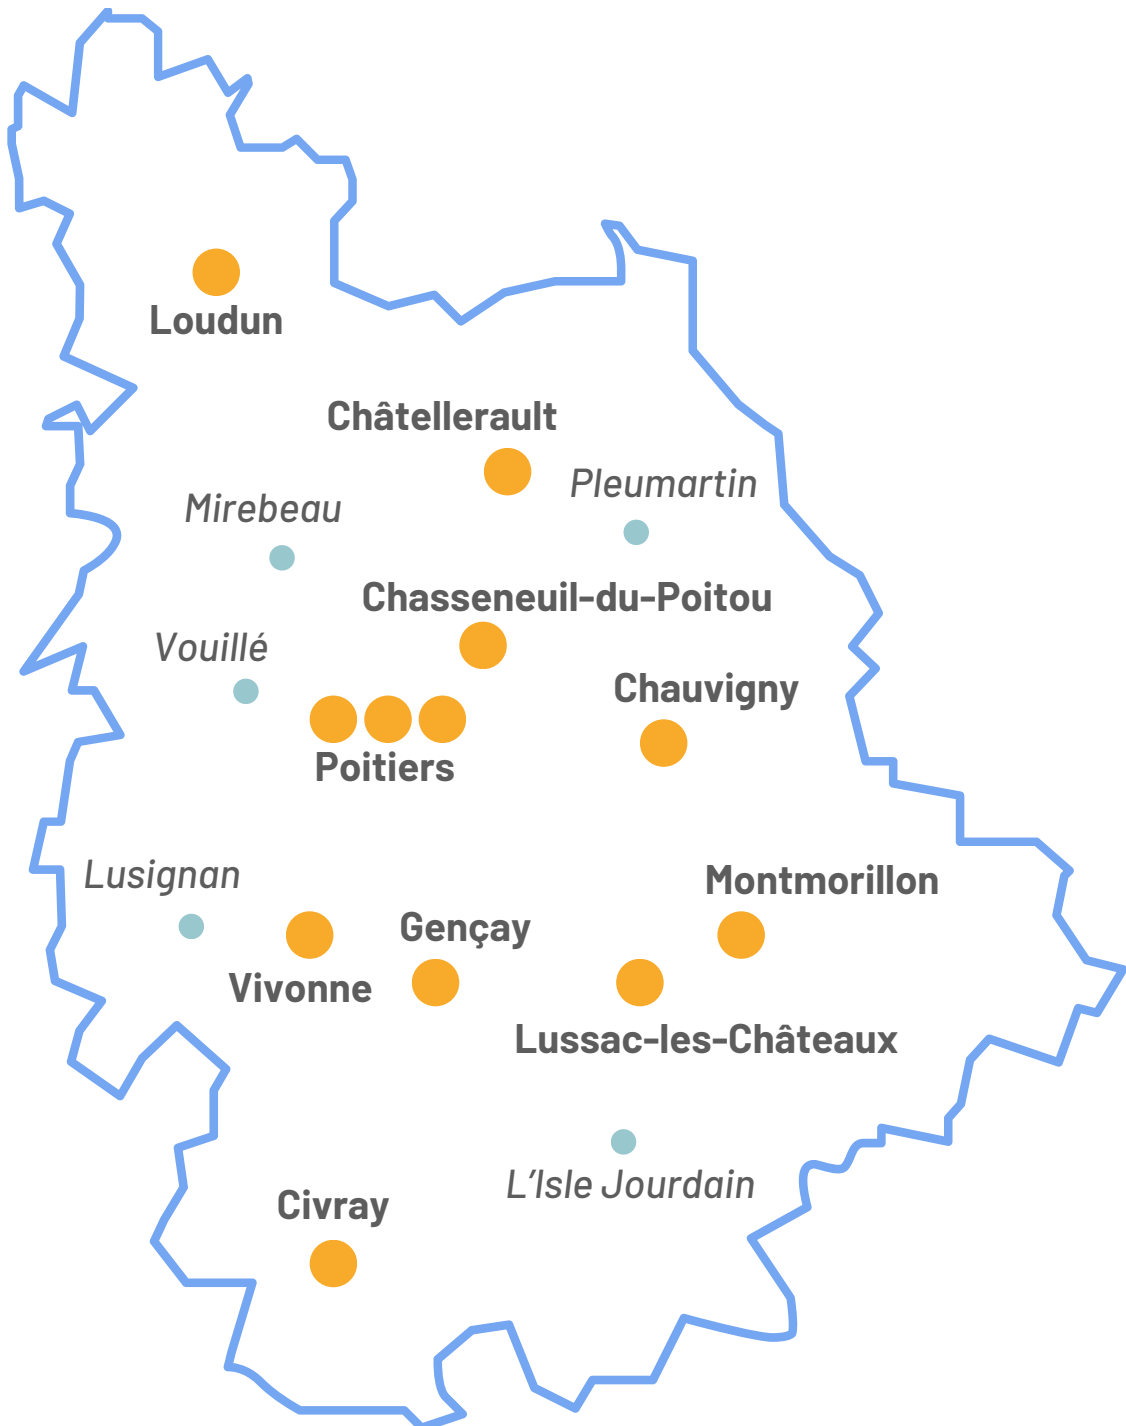 Loudun
Châtellerault
Pleumartin
Mirebeau
Chasseneuil-du-Poitou
Vouillé
Chauvigny
Poitiers
Lusignan
Montmorillon
Gençay
Vivonne
Lussac-les-Châteaux
L'Isle Jourdain
Civray